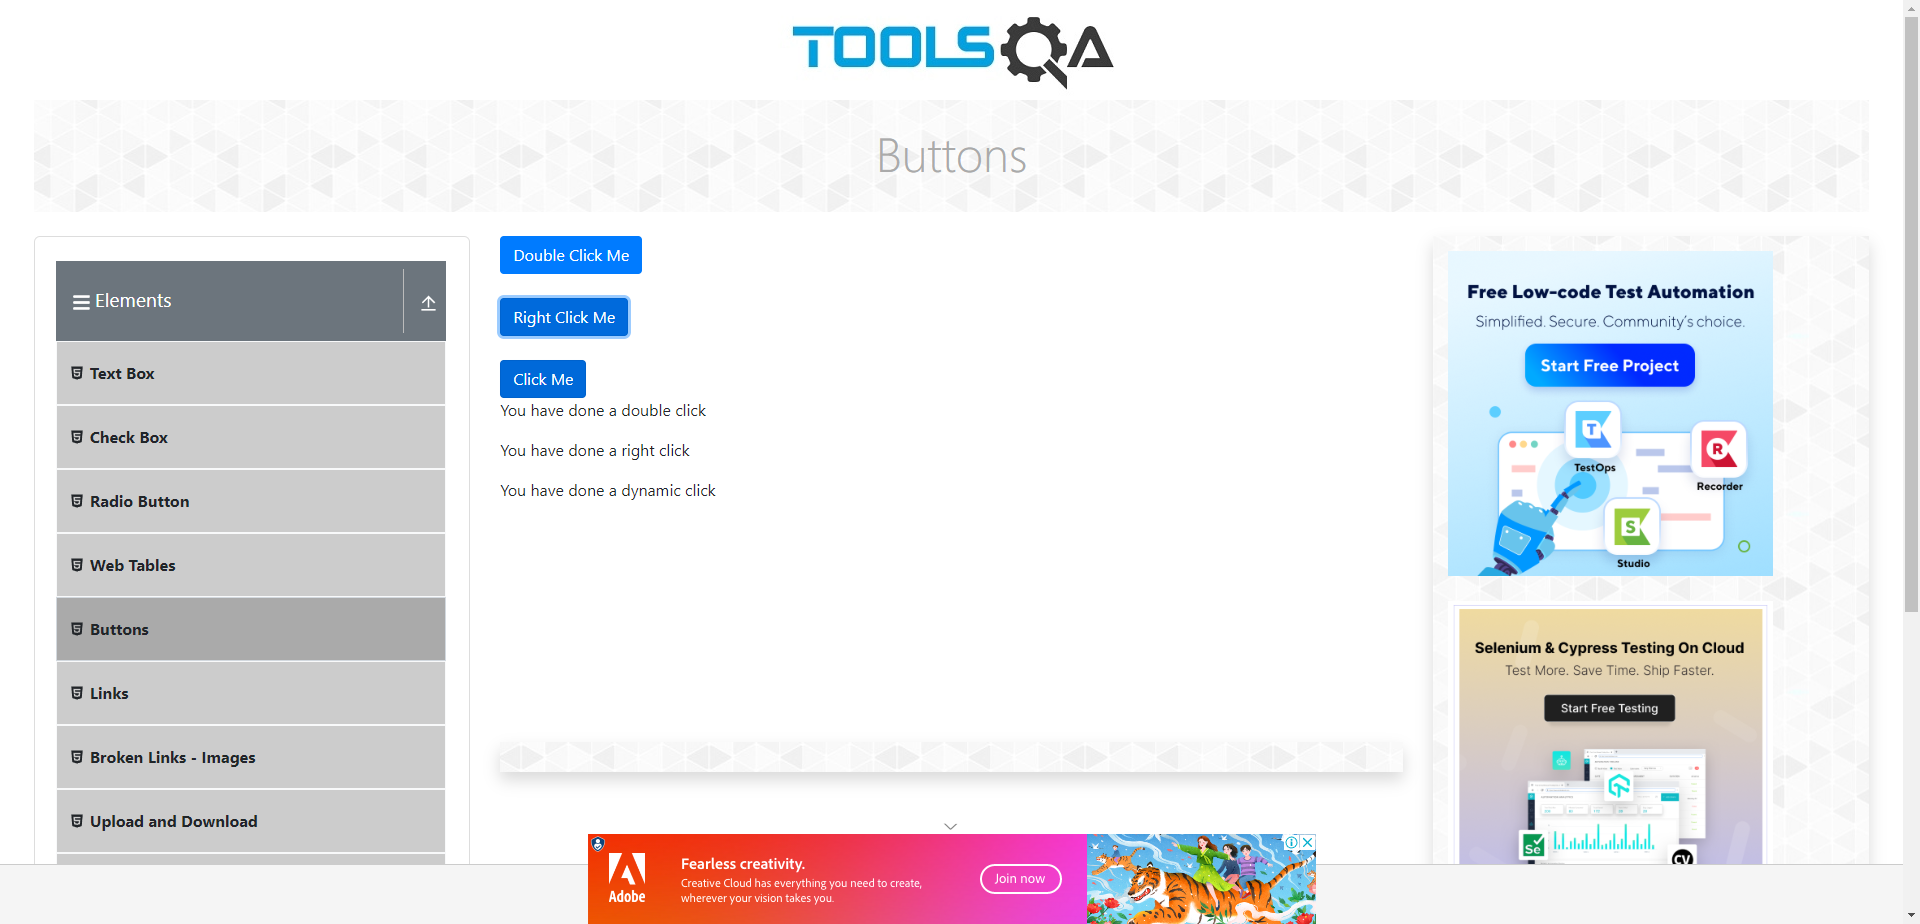 TOOLSQA
Buttons
Elements
Text Box
Check Box
Radio Button
Web Tables
Buttons
Links
Broken Links - Images
Upload and Download
Double Click Me
Right Click Me
Click Me
You have done a double click
You have done a right click
You have done a dynamic click
Free Low-code Test Automation
Simplified. Secure. Community's choice.
Start Free Project
T
TestOps
R
Recorder
S
Studio
Selenium & Cypress Testing On Cloud
Test More. Save Time. Ship Faster.
Start Free Testing
Se
CV
Adobe
Fearless creativity.
Creative Cloud has everything you need to create,
wherever your vision takes you.
Join now